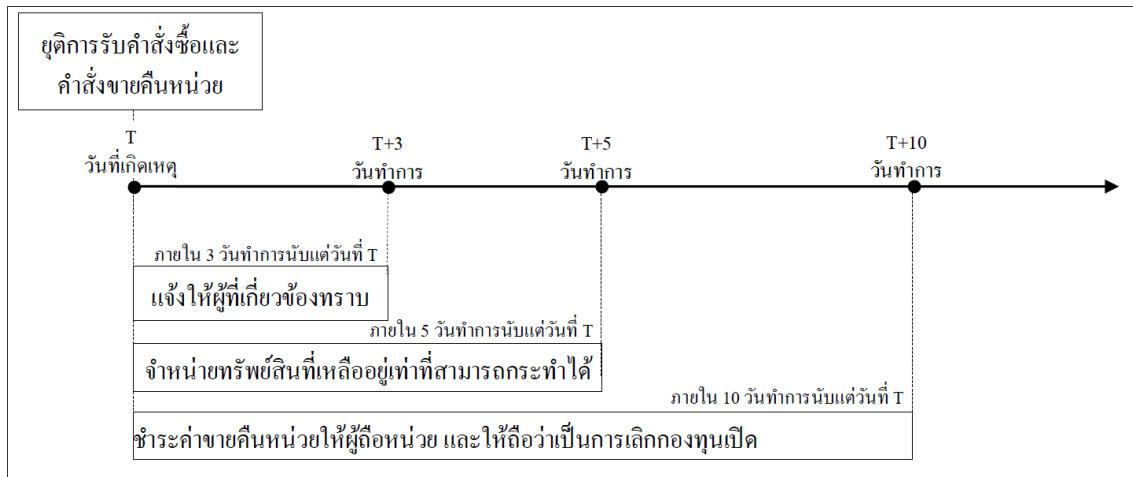 ยุติการรับคำสั่งซื้อและ
คำสั่งขายคืนหน่วย
T
วันที่เกิดเหตุ
T+3
วันทำการ
T+5
วันทำการ
T+10
วันทำการ
ภายใน 3 วันทำการนับแต่วันที่ T
แจ้งให้ผู้ที่เกี่ยวข้องทราบ
ภายใน 5 วันทำการนับแต่วันที่ T
จำหน่ายทรัพย์สินที่เหลืออยู่เท่าที่สามารถกระทำได้
ภายใน 10 วันทำการนับแต่วันที่ T
ชำระค่าขายคืนหน่วยให้ผู้ถือหน่วย และให้ถือว่าเป็นการเลิกกองทุนเปิด